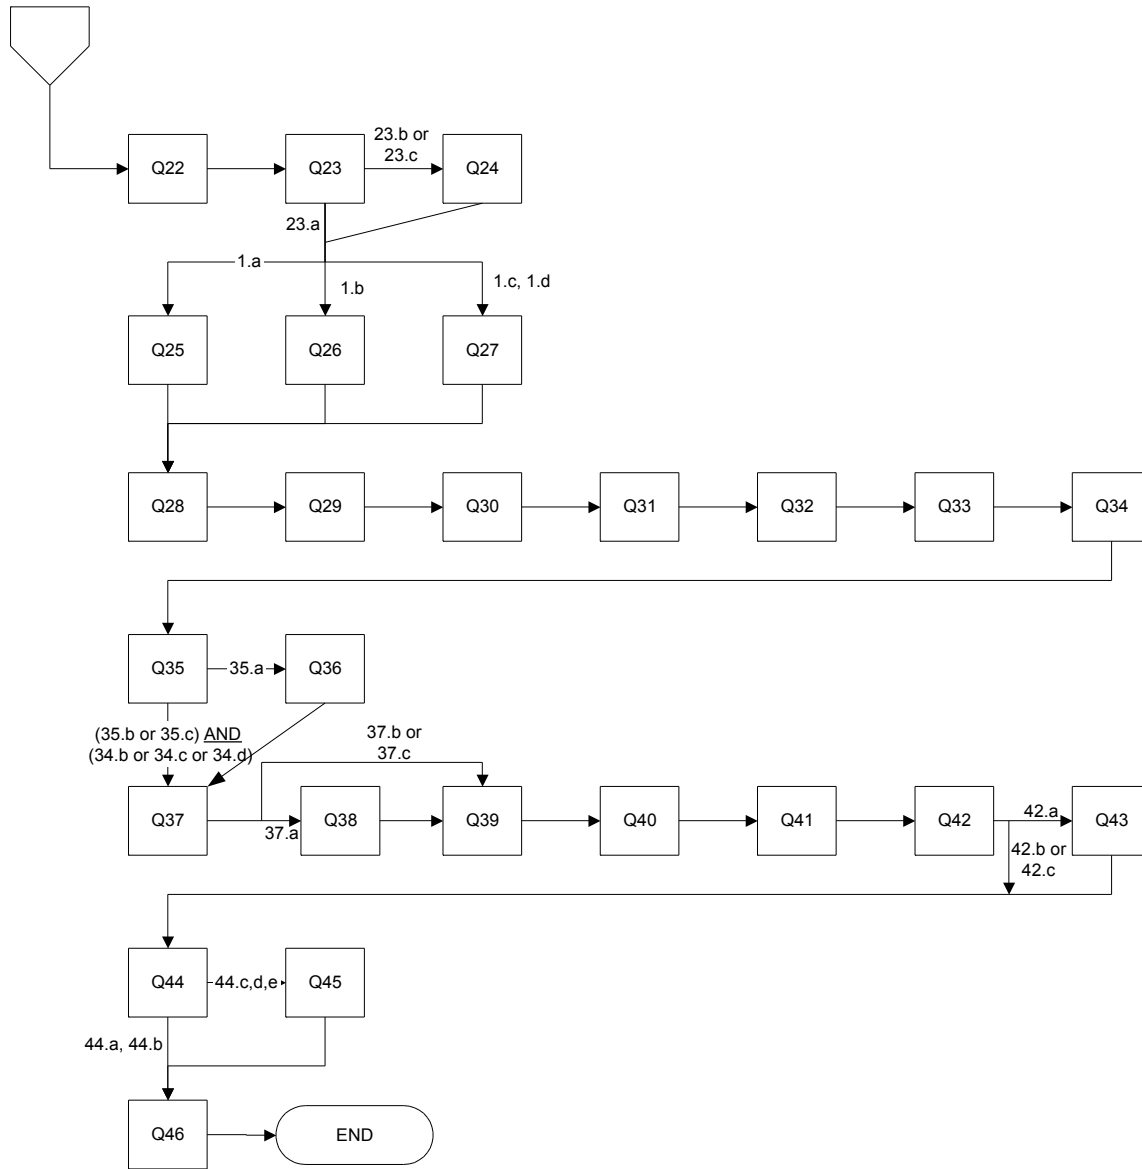 Q22
Q23
23.b or
23.c
Q24
23.a
1.a
1.b
1.c, 1.d
Q25
Q26
Q27
Q28
Q29
Q30
Q31
Q32
Q33
Q34
Q35
35.a
Q36
(35.b or 35.c) AND
(34.b or 34.c or 34.d)
37.b or
37.c
Q37
37.a
Q38
Q39
Q40
Q41
Q42
42.a
Q43
42.b or
42.c
Q44
44.c,d,e
Q45
44.a, 44.b
Q46
END